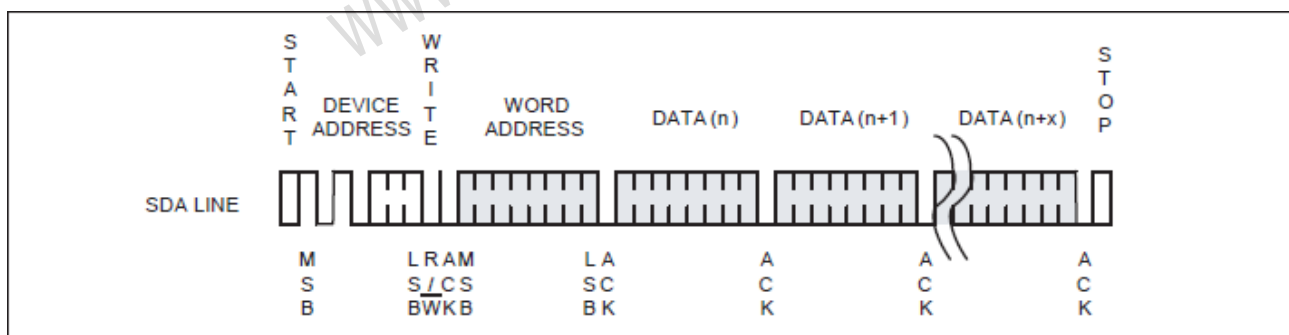 WWW
START
DEVICE
ADDRESS
WRITE
WORD
ADDRESS
DATA (n)
DATA (n+1)
DATA (n+x)
STOP
SDA LINE
MSB
LSB
R/W
ACK
MSB
LSB
ACK
ACK
ACK
ACK